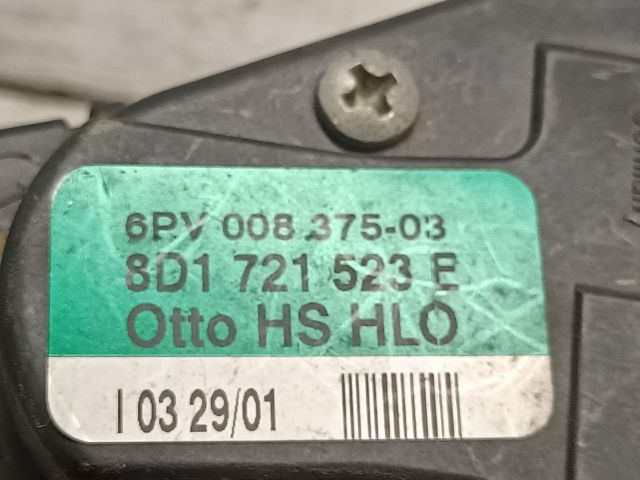 6PV 008 375-03
8D1 721 523 E
Otto HS HLO
I 03 29/01